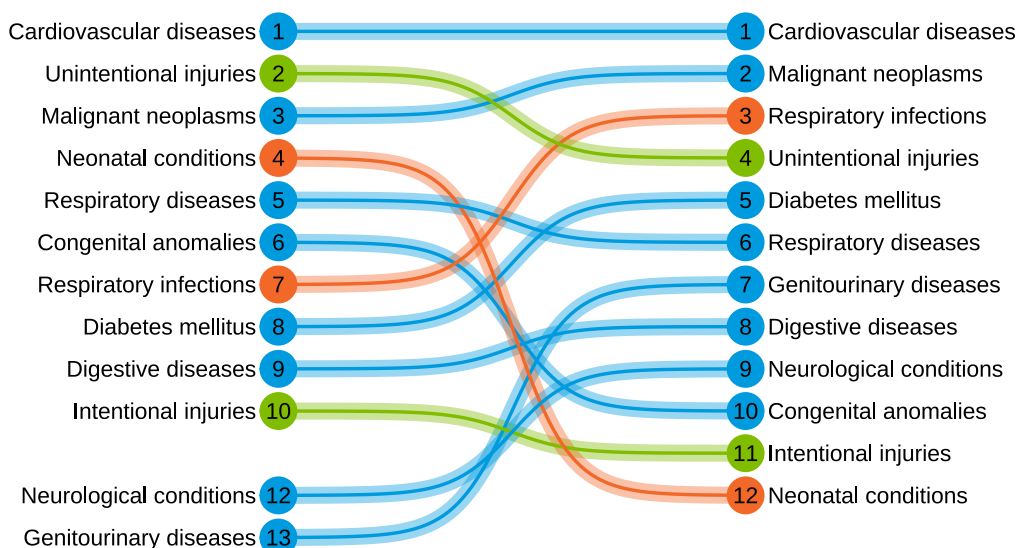 Cardiovascular diseases 1 1 Cardiovascular diseases
Unintentional injuries 2 2 Malignant neoplasms
Malignant neoplasms 3 3 Respiratory infections
Neonatal conditions 4 4 Unintentional injuries
Respiratory diseases 5 5 Diabetes mellitus
Congenital anomalies 6 6 Respiratory diseases
Respiratory infections 7 7 Genitourinary diseases
Diabetes mellitus 8 8 Digestive diseases
Digestive diseases 9 9 Neurological conditions
Intentional injuries 10 10 Congenital anomalies
11 Intentional injuries
Neurological conditions 12 12 Neonatal conditions
Genitourinary diseases 13